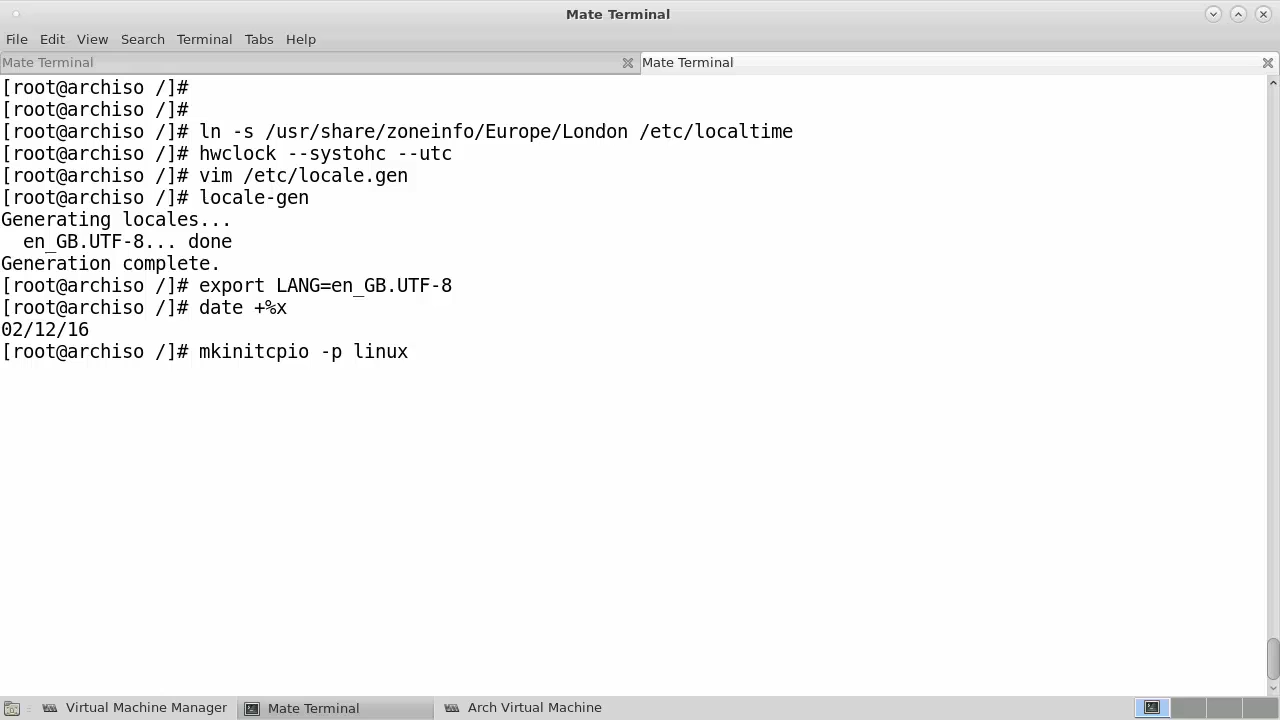 Mate Terminal
File Edit View Search Terminal Tabs Help
Mate Terminal Mate Terminal
[root@archiso /]#
[root@archiso /]#
[root@archiso /]# ln -s /usr/share/zoneinfo/Europe/London /etc/localtime
[root@archiso /]# hwclock --systohc --utc
[root@archiso /]# vim /etc/locale.gen
[root@archiso /]# locale-gen
Generating locales...
  en_GB.UTF-8... done
Generation complete.
[root@archiso /]# export LANG=en_GB.UTF-8
[root@archiso /]# date +%x
02/12/16
[root@archiso /]# mkinitcpio -p linux
Virtual Machine Manager Mate Terminal Arch Virtual Machine